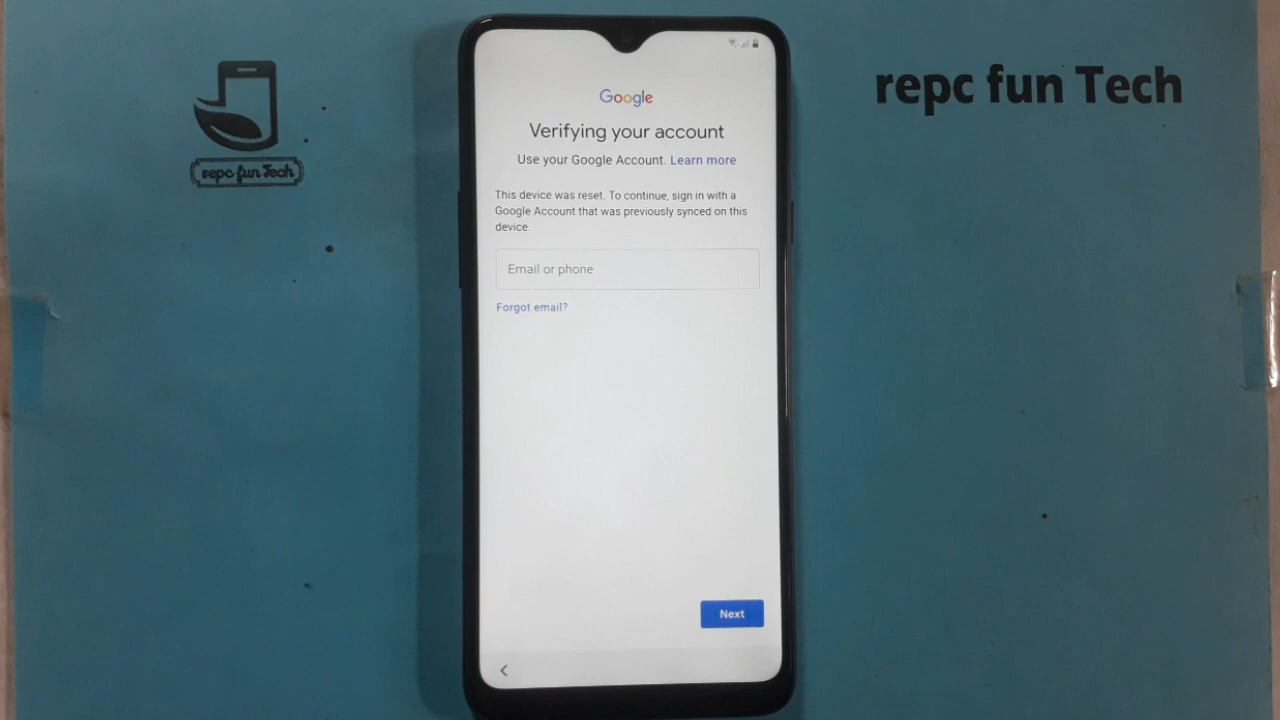 repc fun Tech
repc fun Tech
Google
Verifying your account
Use your Google Account. Learn more
This device was reset. To continue, sign in with a
Google Account that was previously synced on this
device.
Email or phone
Forgot email?
Next